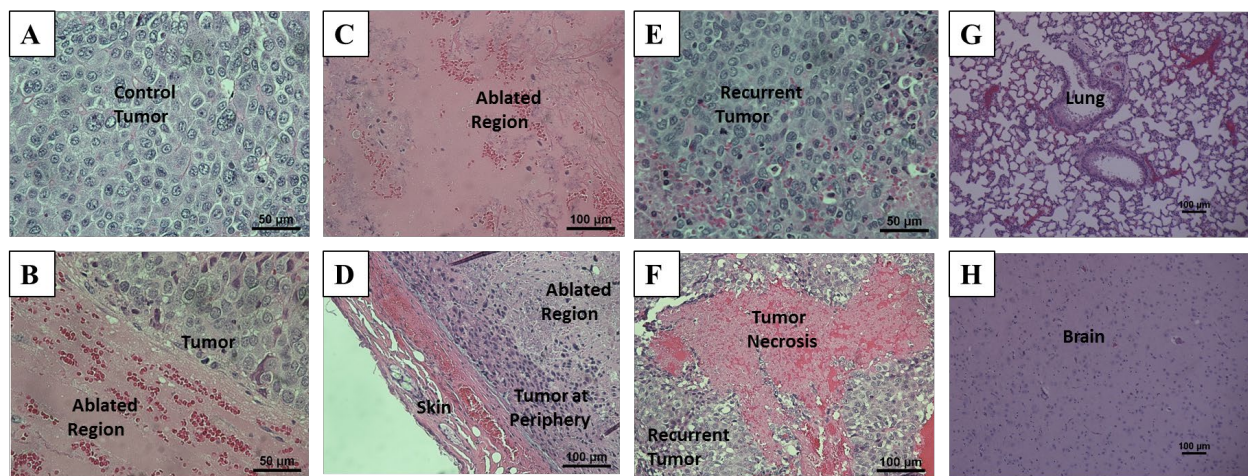 A
Control
Tumor
50 µm
C
Ablated
Region
100 µm
E
Recurrent
Tumor
50 µm
G
Lung
100 µm
B
Tumor
Ablated
Region
50 µm
D
Ablated
Region
Skin
Tumor at
Periphery
100 µm
F
Tumor
Necrosis
Recurrent
Tumor
100 µm
H
Brain
100 µm